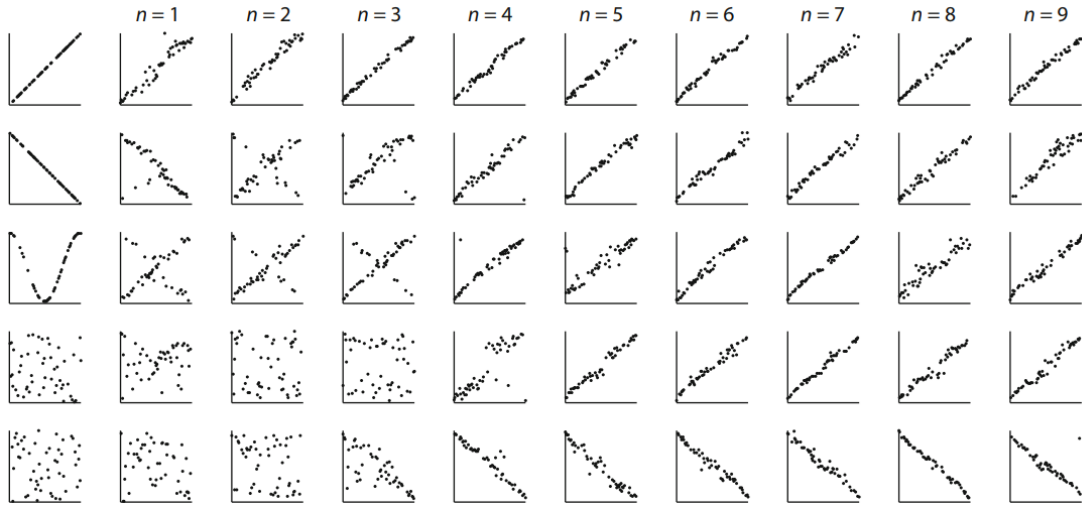 n = 1 n = 2 n = 3 n = 4 n = 5 n = 6 n = 7 n = 8 n = 9